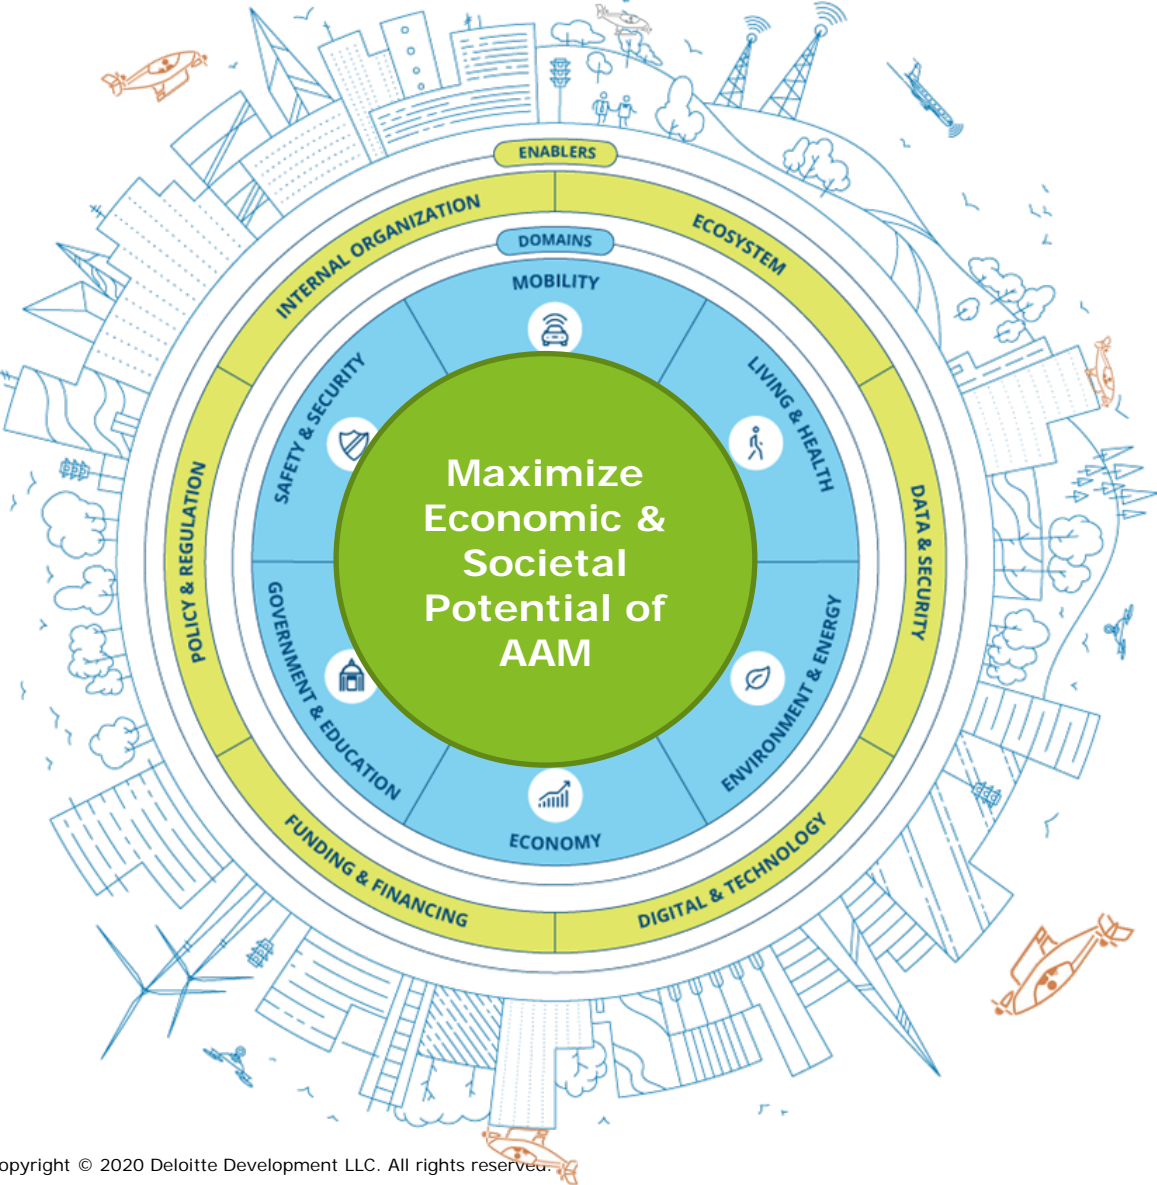 ENABLERS
INTERNAL ORGANIZATION
ECOSYSTEM
DOMAINS
MOBILITY
SAFETY & SECURITY
LIVING & HEALTH
Maximize
Economic &
Societal
Potential of
AAM
POLICY & REGULATION
DATA & SECURITY
GOVERNMENT & EDUCATION
ENVIRONMENT & ENERGY
ECONOMY
FUNDING & FINANCING
DIGITAL & TECHNOLOGY
opyright © 2020 Deloitte Development LLC. All rights reserved.